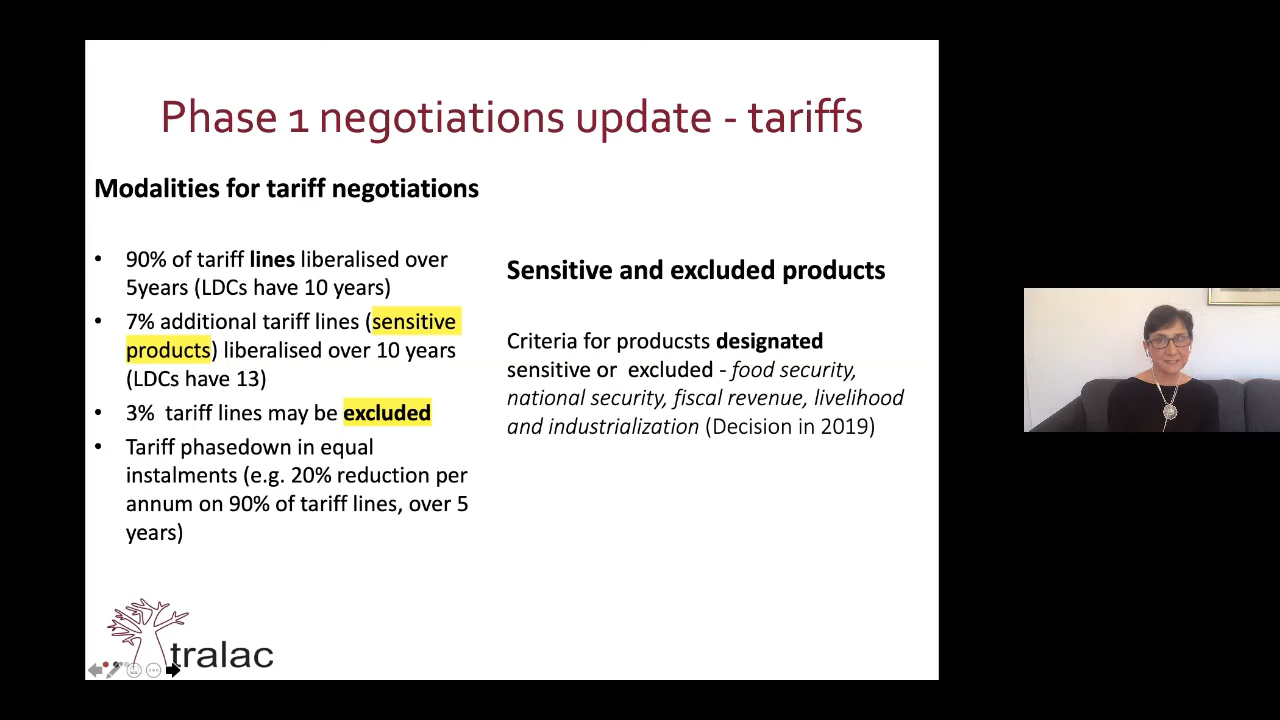 Phase 1 negotiations update - tariffs
Modalities for tariff negotiations
• 90% of tariff lines liberalised over
5years (LDCs have 10 years)
• 7% additional tariff lines (sensitive
products) liberalised over 10 years
(LDCs have 13)
• 3% tariff lines may be excluded
• Tariff phasedown in equal
instalments (e.g. 20% reduction per
annum on 90% of tariff lines, over 5
years)
Sensitive and excluded products
Criteria for producsts designated
sensitive or excluded - food security,
national security, fiscal revenue, livelihood
and industrialization (Decision in 2019)
tralac